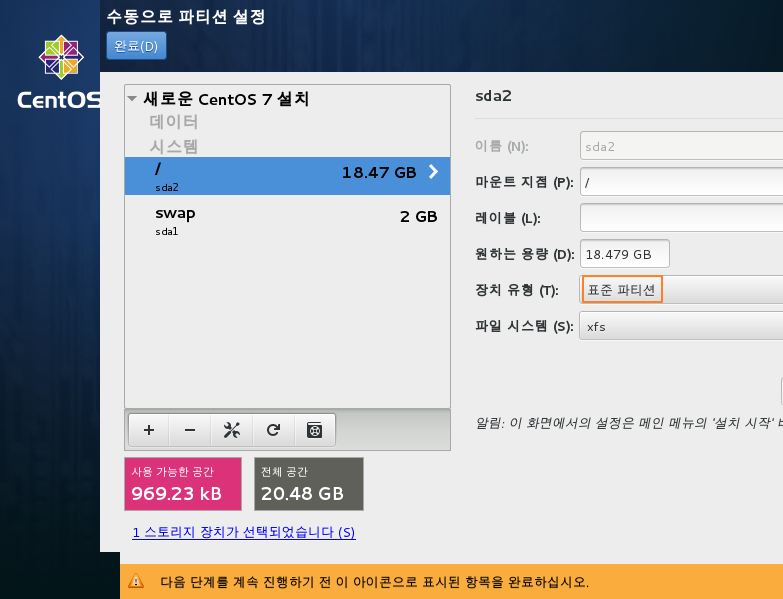 수동으로 파티션 설정
완료(D)
CentOS
새로운 CentOS 7 설치
데이터
시스템
/
18.47 GB
sda2
swap
2 GB
sda1
사용 가능한 공간
969.23 kB
전체 공간
20.48 GB
1 스토리지 장치가 선택되었습니다 (S)
sda2
이름 (N):
sda2
마운트 지점 (P):
/
레이블 (L):
원하는 용량 (D):
18.479 GB
장치 유형 (T):
표준 파티션
파일 시스템 (S):
xfs
알림: 이 화면에서의 설정은 메인 메뉴의 '설치 시작'
다음 단계를 계속 진행하기 전 이 아이콘으로 표시된 항목을 완료하십시오.